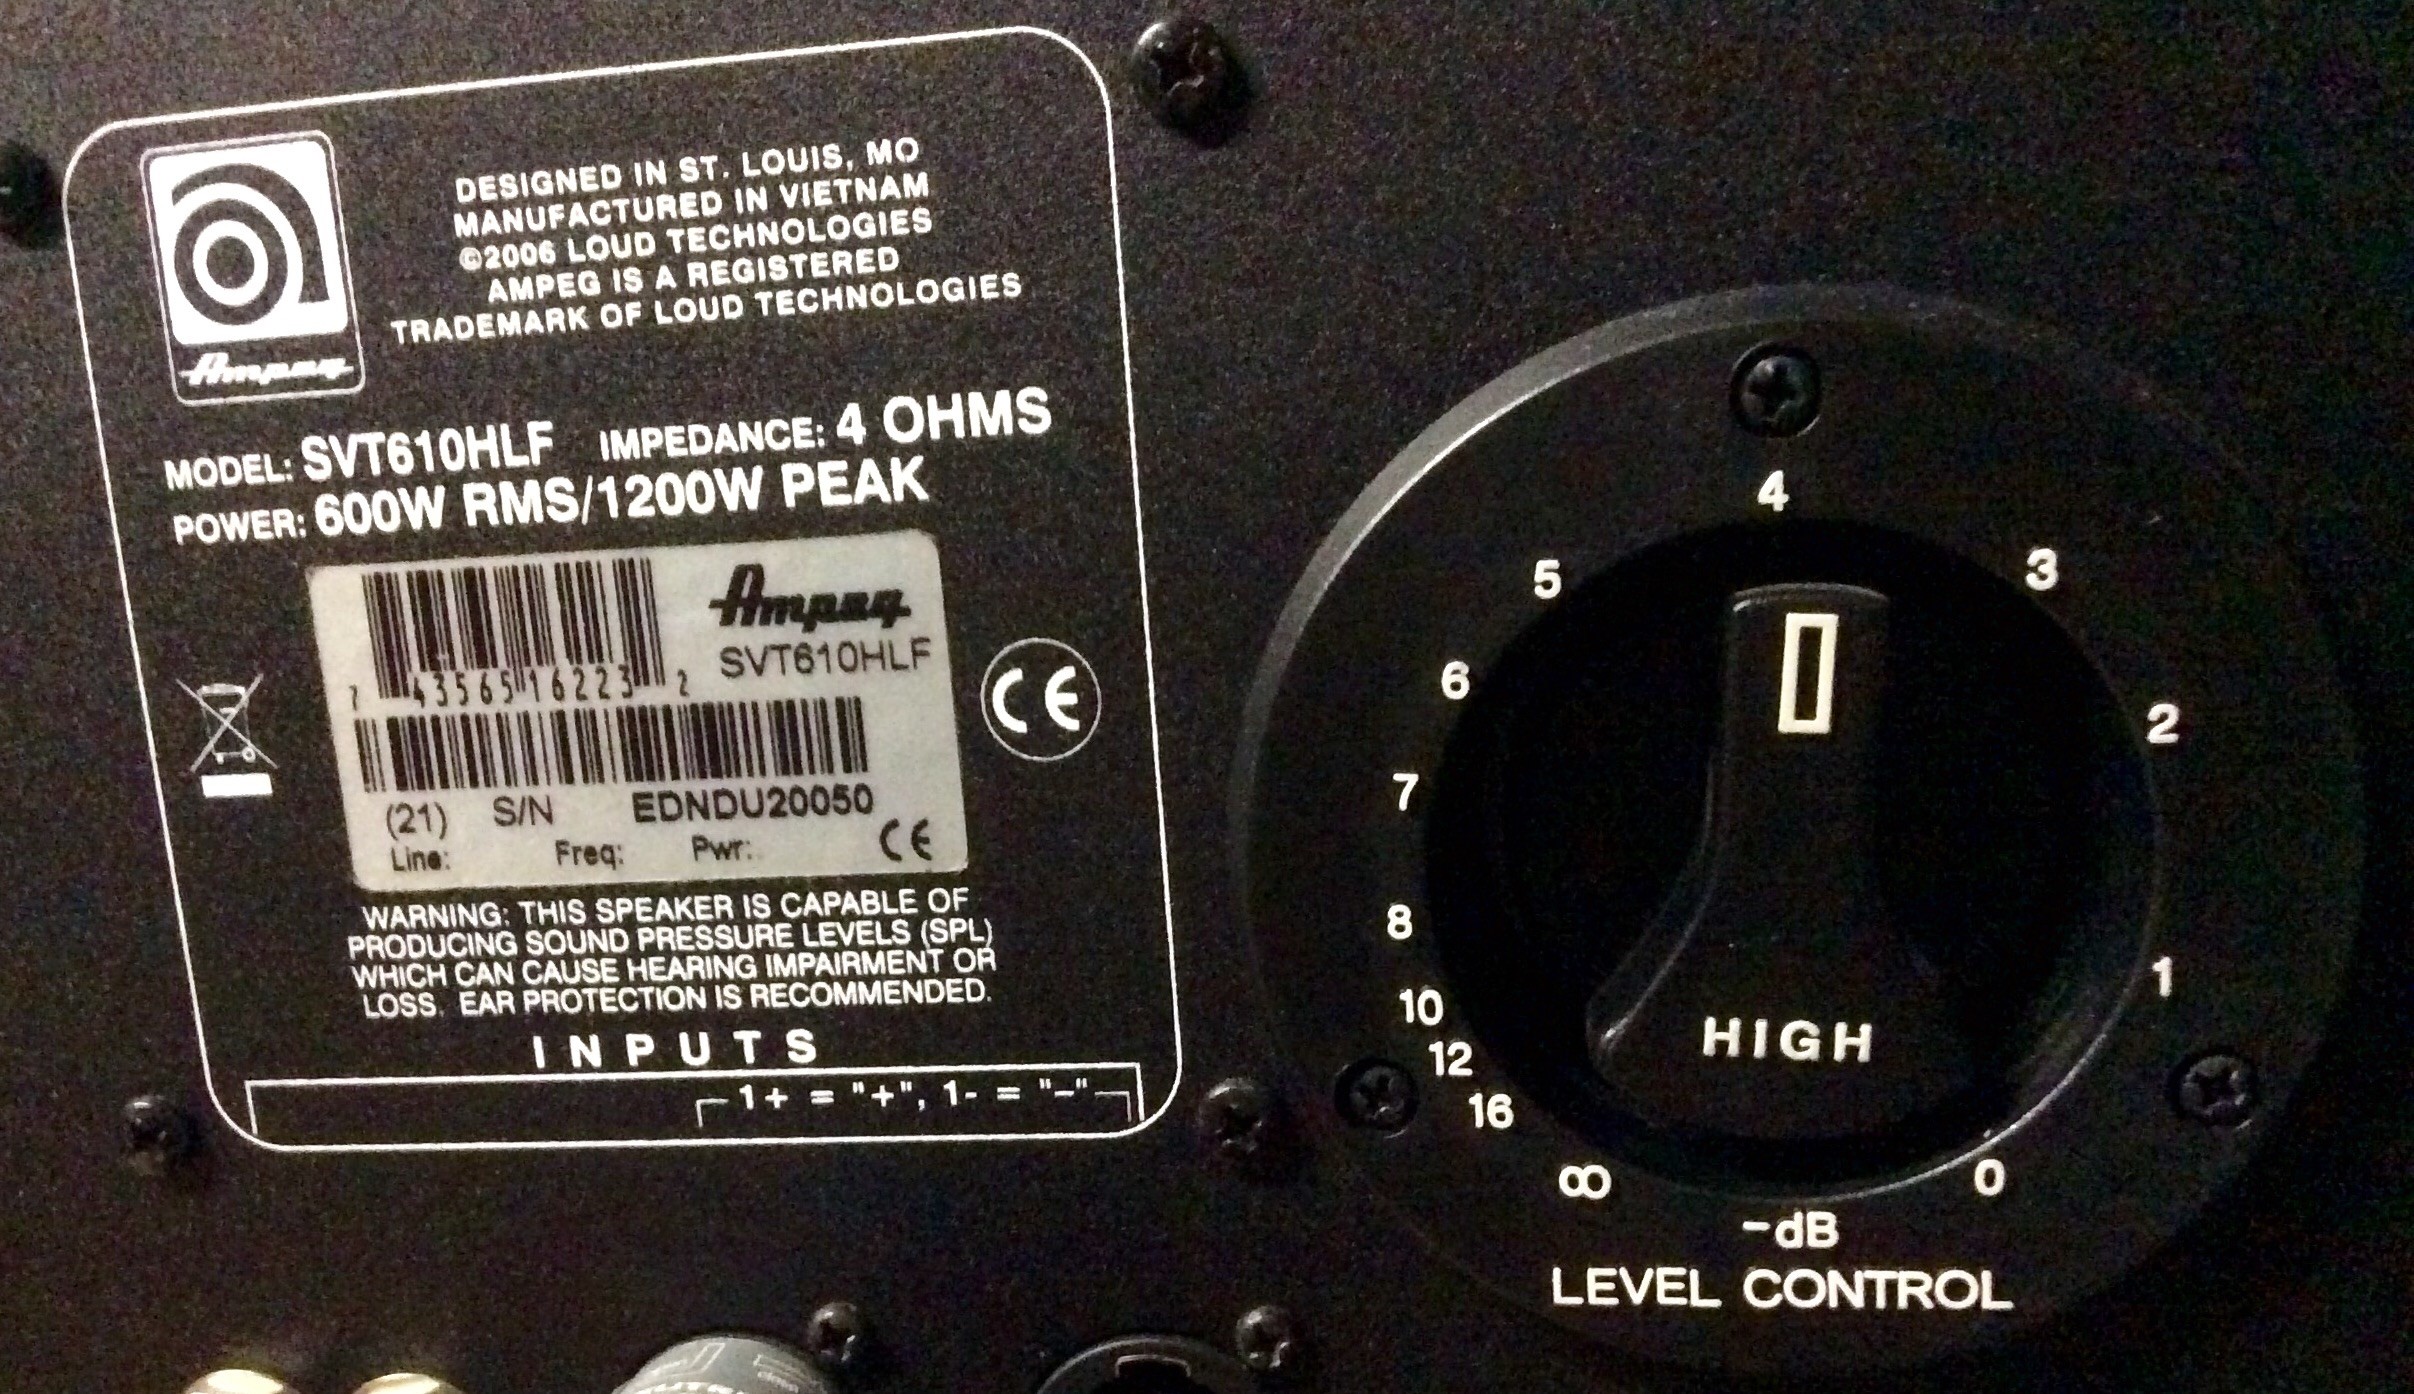 DESIGNED IN ST. LOUIS, MO
MANUFACTURED IN VIETNAM
©2006 LOUD TECHNOLOGIES
AMPEG IS A REGISTERED
TRADEMARK OF LOUD TECHNOLOGIES
Ampeg
MODEL: SVT610HLF IMPEDANCE: 4 OHMS
POWER: 600W RMS/1200W PEAK
Ampeg
SVT610HLF
7 43565 16223 2
CE
(21) S/N EDNDU20050
Line: Freq: Pwr: CE
WARNING: THIS SPEAKER IS CAPABLE OF
PRODUCING SOUND PRESSURE LEVELS (SPL)
WHICH CAN CAUSE HEARING IMPAIRMENT OR
LOSS. EAR PROTECTION IS RECOMMENDED.
INPUTS
1+ = "+", 1- = "-"
4
5 3
6
2
7
8
1
10
12
16
∞ 0
HIGH
-dB
LEVEL CONTROL